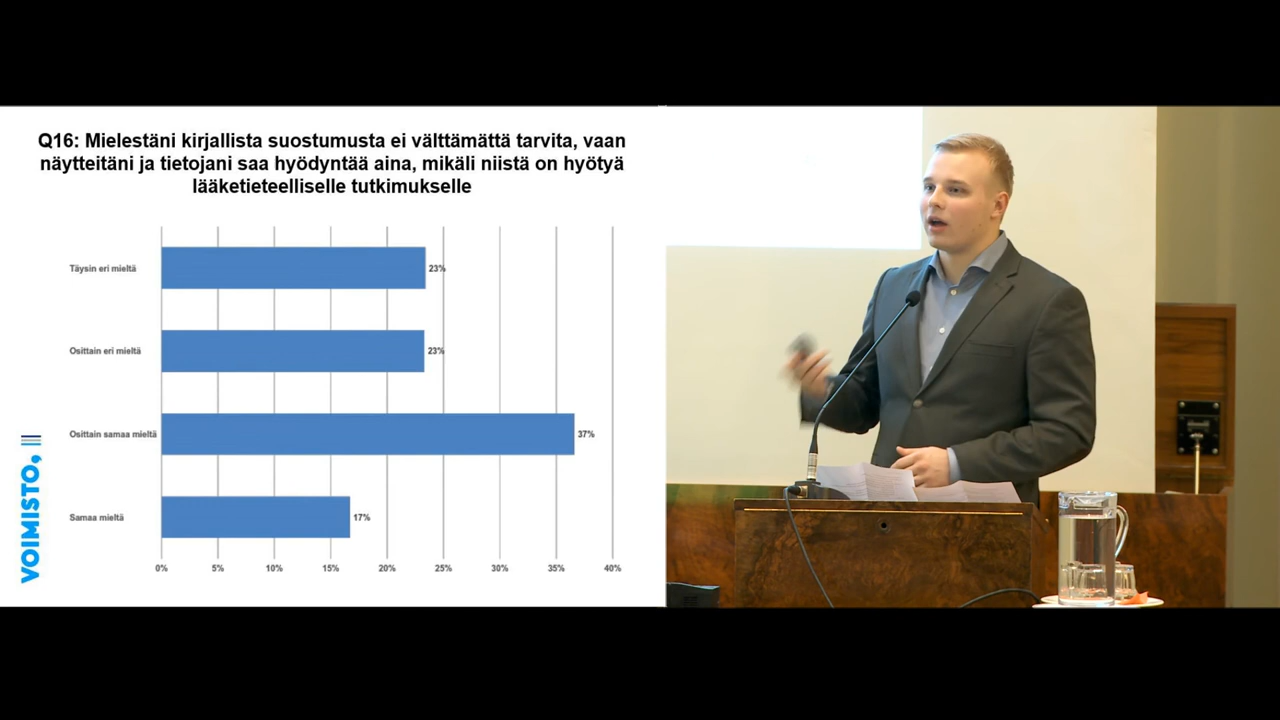 Q16: Mielestäni kirjallista suostumusta ei välttämättä tarvita, vaan
näytteitäni ja tietojani saa hyödyntää aina, mikäli niistä on hyötyä
lääketieteelliselle tutkimukselle
Täysin eri mieltä
23%
Osittain eri mieltä
23%
Osittain samaa mieltä
37%
Samaa mieltä
17%
0% 5% 10% 15% 20% 25% 30% 35% 40%
VOIMISTO,